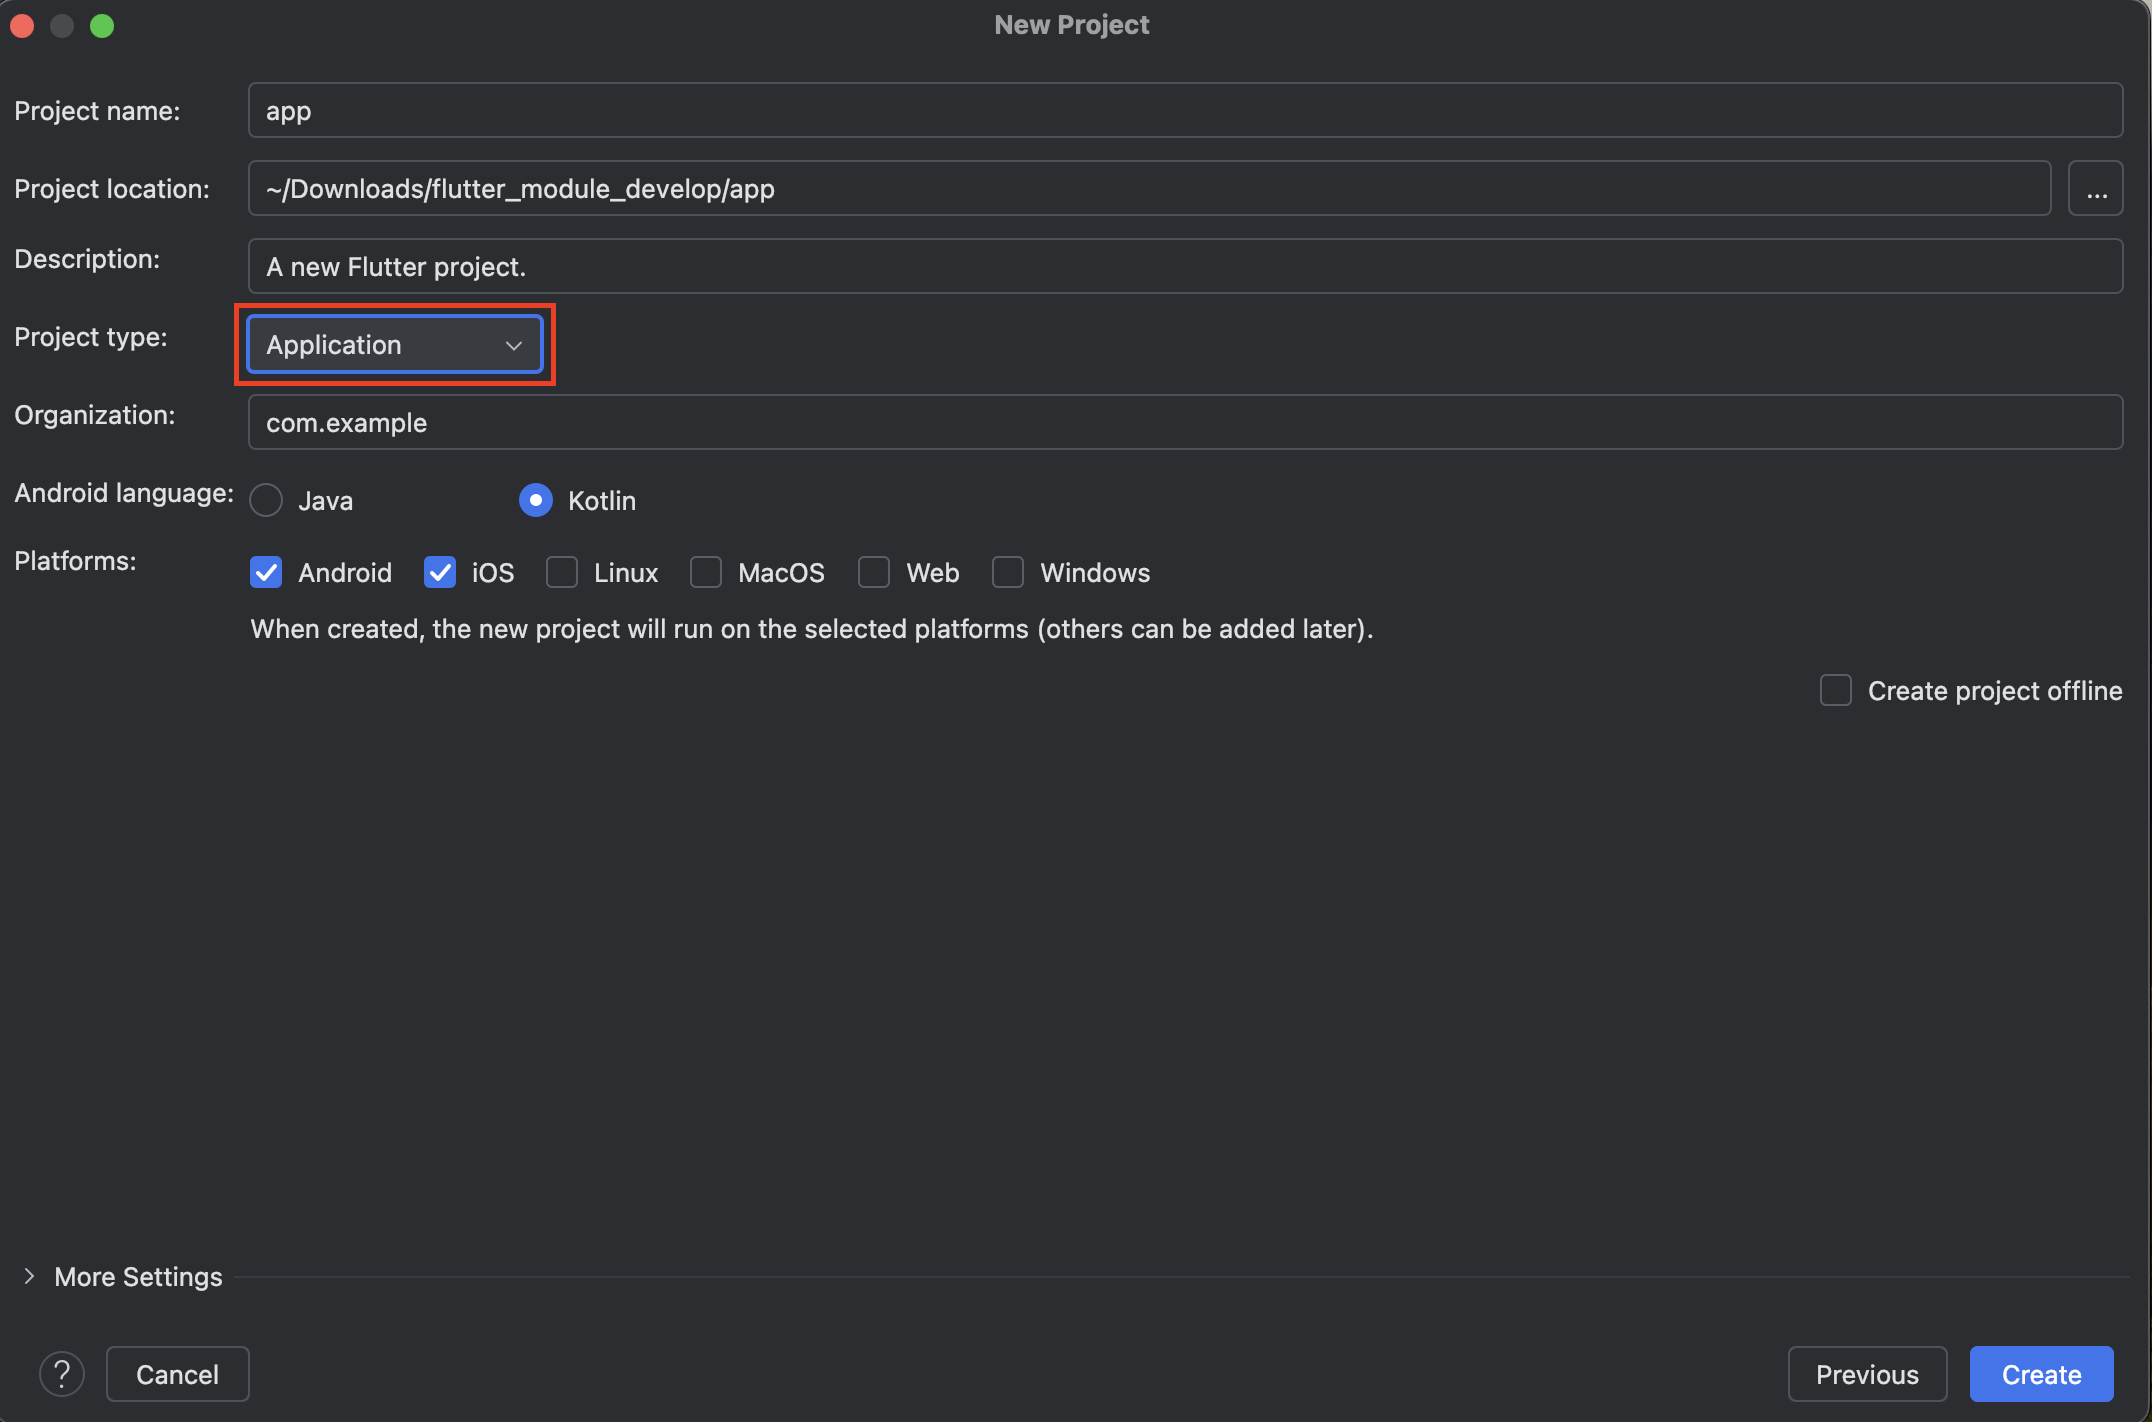 New Project
Project name: app
Project location: ~/Downloads/flutter_module_develop/app ...
Description: A new Flutter project.
Project type: Application
Organization: com.example
Android language: Java Kotlin
Platforms: Android iOS Linux MacOS Web Windows
When created, the new project will run on the selected platforms (others can be added later).
Create project offline
More Settings
? Cancel Previous Create